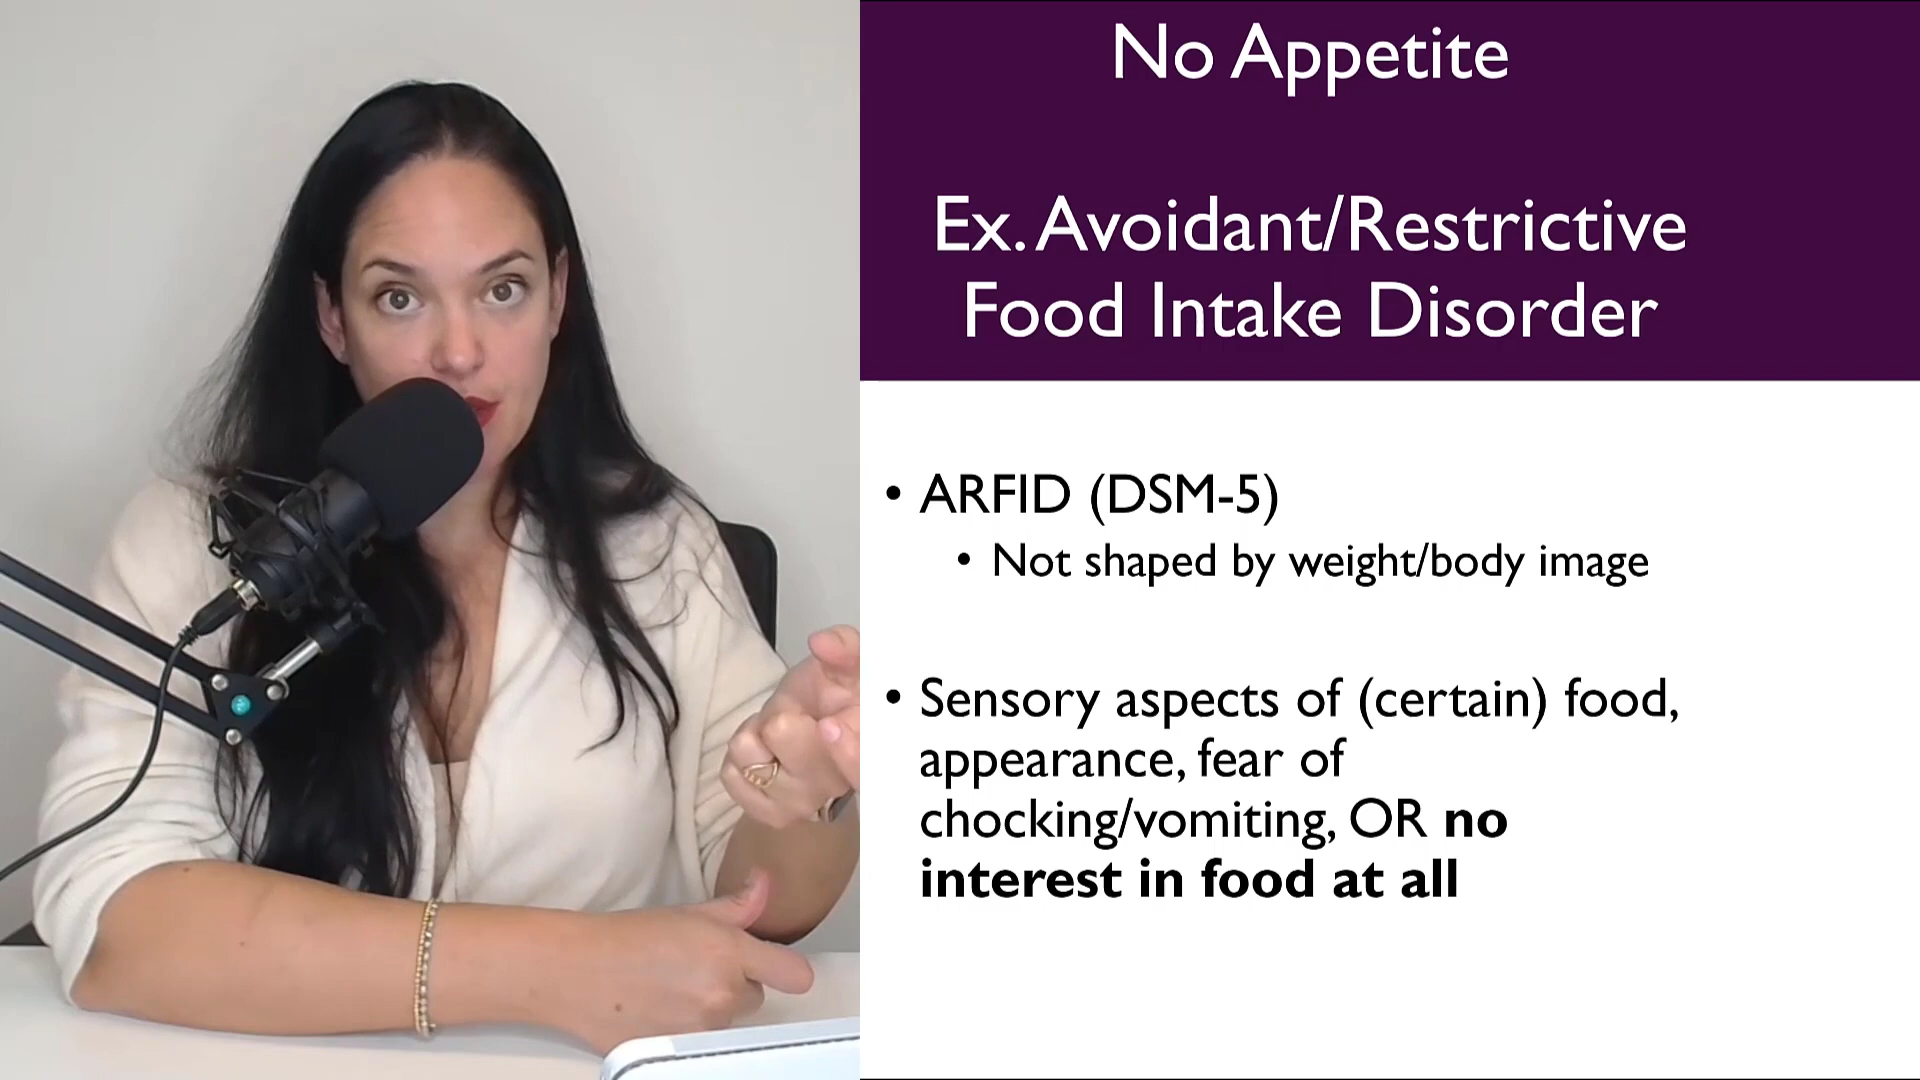 No Appetite
Ex. Avoidant/Restrictive
Food Intake Disorder
• ARFID (DSM-5)
• Not shaped by weight/body image
• Sensory aspects of (certain) food,
appearance, fear of
chocking/vomiting, OR no
interest in food at all